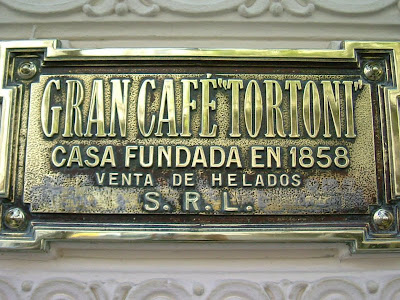 GRAN CAFÉ "TORTONI"
CASA FUNDADA EN 1858
VENTA DE HELADOS
S. R. L.